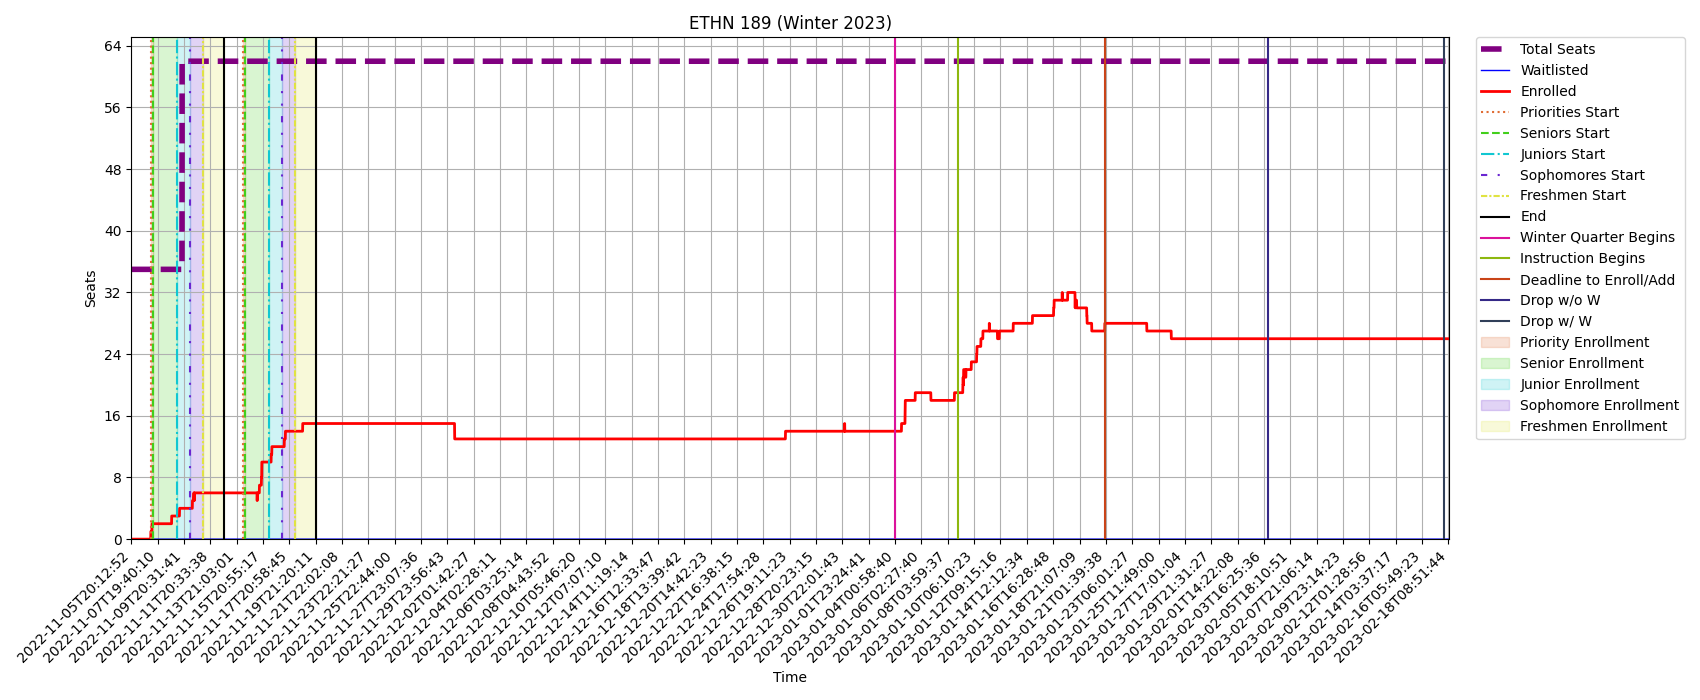 ETHN 189 (Winter 2023)
64
56
48
40
32
24
16
8
0
Seats
2022-11-05T20:12:52
2022-11-07T19:40:10
2022-11-09T20:31:41
2022-11-11T20:33:38
2022-11-13T21:03:01
2022-11-15T20:55:17
2022-11-17T20:58:45
2022-11-19T21:20:11
2022-11-21T22:02:08
2022-11-23T22:21:27
2022-11-25T22:44:00
2022-11-27T23:07:36
2022-11-29T23:56:43
2022-12-04T01:42:27
2022-12-04T02:28:11
2022-12-06T03:25:14
2022-12-08T04:43:52
2022-12-10T05:46:20
2022-12-12T07:07:10
2022-12-14T11:19:14
2022-12-16T12:33:47
2022-12-18T13:39:42
2022-12-20T14:42:23
2022-12-22T16:38:15
2022-12-24T17:54:28
2022-12-26T19:11:23
2022-12-28T20:23:15
2022-12-30T22:01:43
2023-01-01T23:24:41
2023-01-04T00:58:40
2023-01-06T02:27:40
2023-01-08T03:59:37
2023-01-10T06:10:23
2023-01-12T09:15:16
2023-01-14T12:12:34
2023-01-16T16:28:48
2023-01-18T21:07:09
2023-01-21T01:39:38
2023-01-23T06:01:27
2023-01-25T11:49:00
2023-01-27T17:01:04
2023-01-29T21:31:27
2023-02-01T14:22:08
2023-02-03T16:25:36
2023-02-05T18:10:51
2023-02-07T21:06:14
2023-02-09T23:14:23
2023-02-12T01:28:56
2023-02-14T03:37:17
2023-02-16T05:49:23
2023-02-18T08:51:44
Time
Total Seats
Waitlisted
Enrolled
Priorities Start
Seniors Start
Juniors Start
Sophomores Start
Freshmen Start
End
Winter Quarter Begins
Instruction Begins
Deadline to Enroll/Add
Drop w/o W
Drop w/ W
Priority Enrollment
Senior Enrollment
Junior Enrollment
Sophomore Enrollment
Freshmen Enrollment